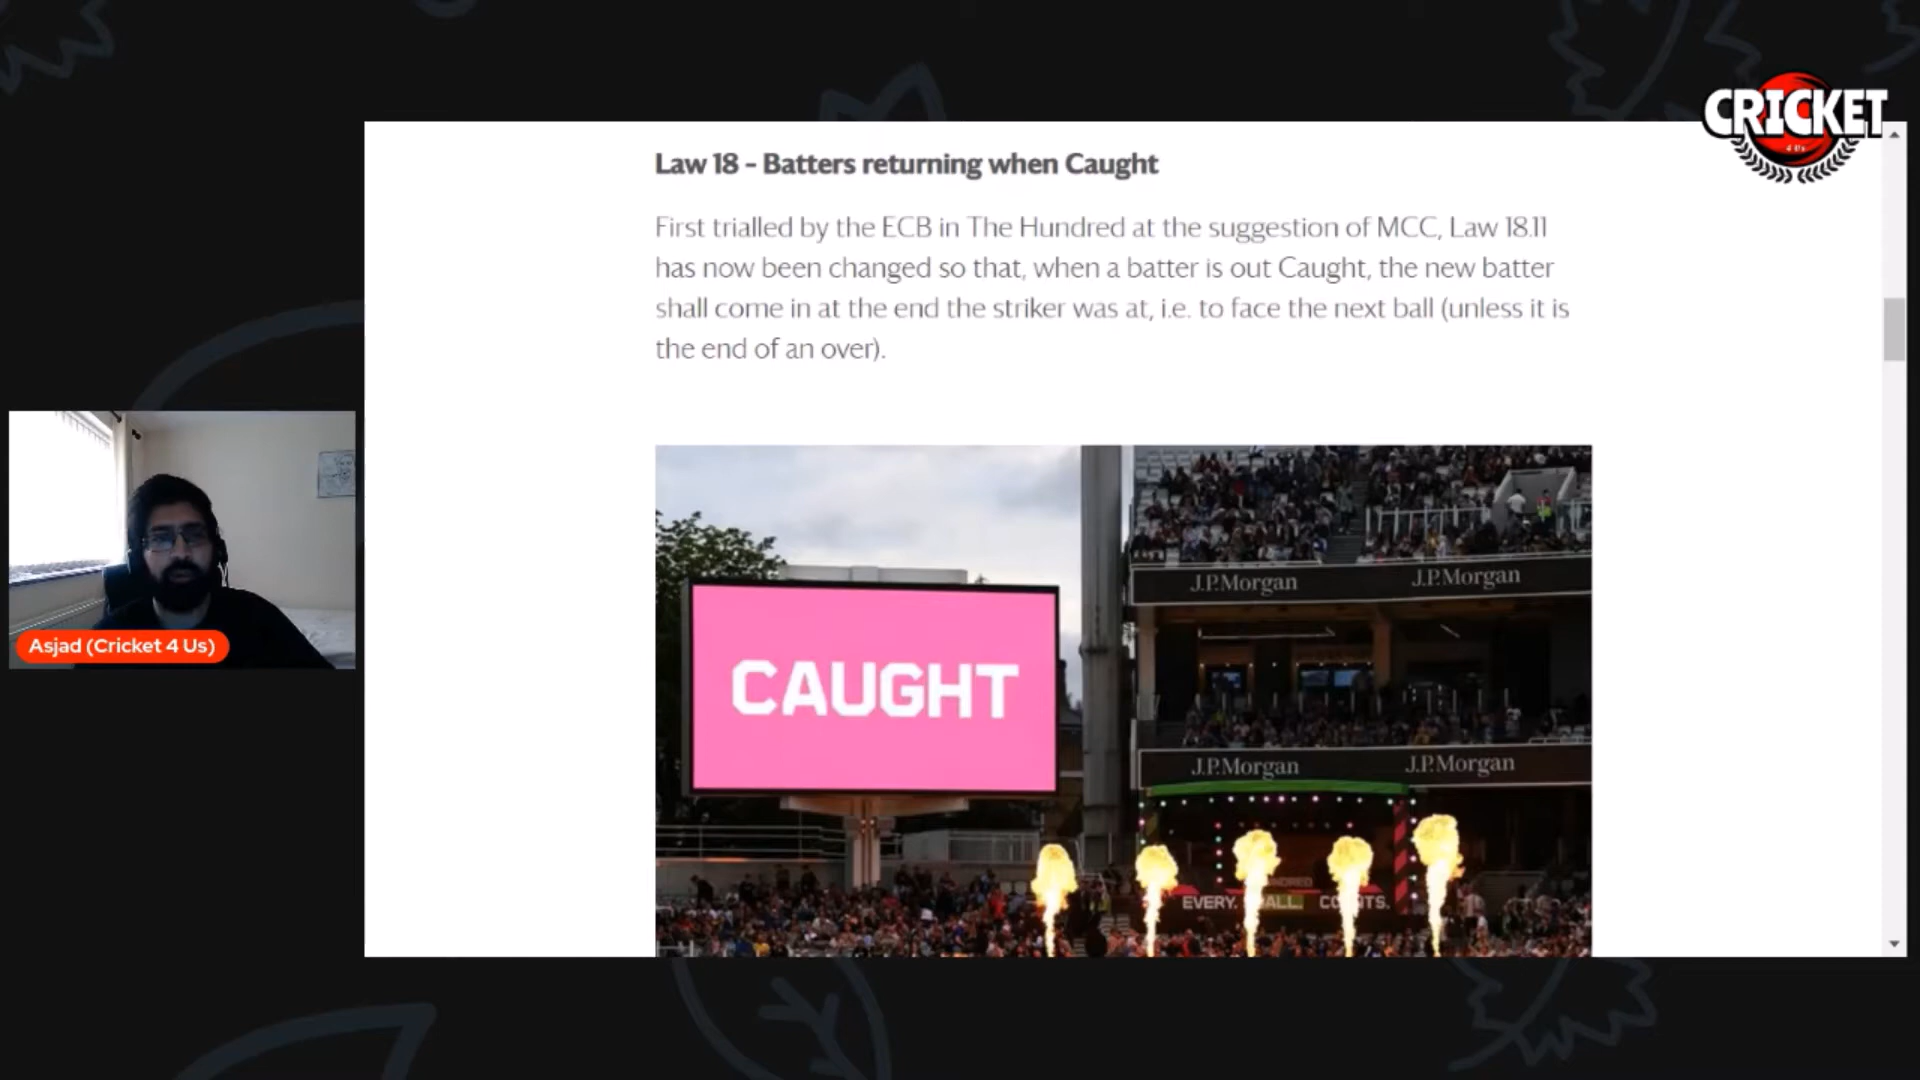 CRICKET
4 Us
Law 18 - Batters returning when Caught
First trialled by the ECB in The Hundred at the suggestion of MCC, Law 18.11
has now been changed so that, when a batter is out Caught, the new batter
shall come in at the end the striker was at, i.e. to face the next ball (unless it is
the end of an over).
J.P.Morgan
J.P.Morgan
CAUGHT
J.P.Morgan
J.P.Morgan
EVERY.
Asjad (Cricket 4 Us)